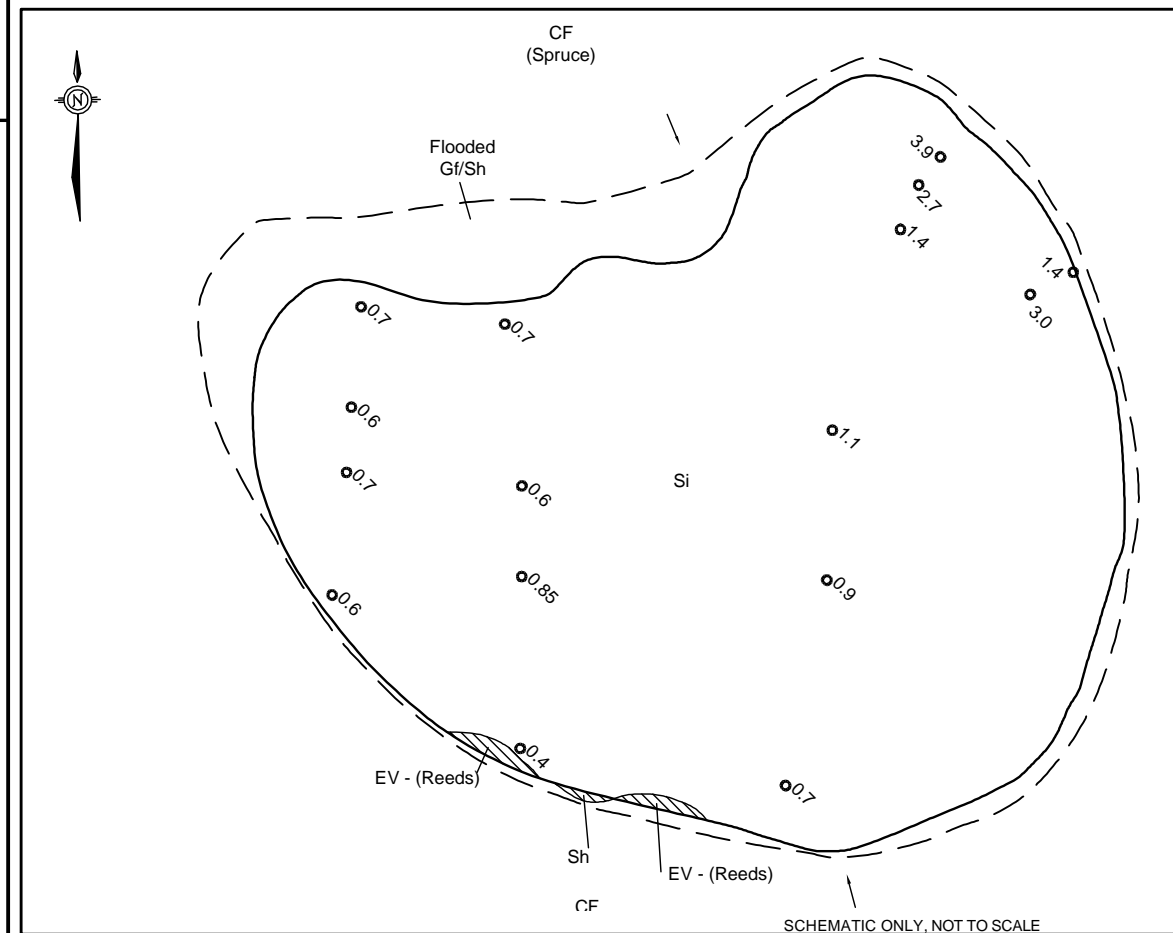 CF
(Spruce)
N
Flooded
Gf/Sh
3.9
2.7
1.4
1.4
3.0
0.7
0.7
0.6
1.1
0.7
0.6
Si
0.85
0.9
0.6
0.4
EV - (Reeds)
0.7
Sh
EV - (Reeds)
CF
SCHEMATIC ONLY, NOT TO SCALE